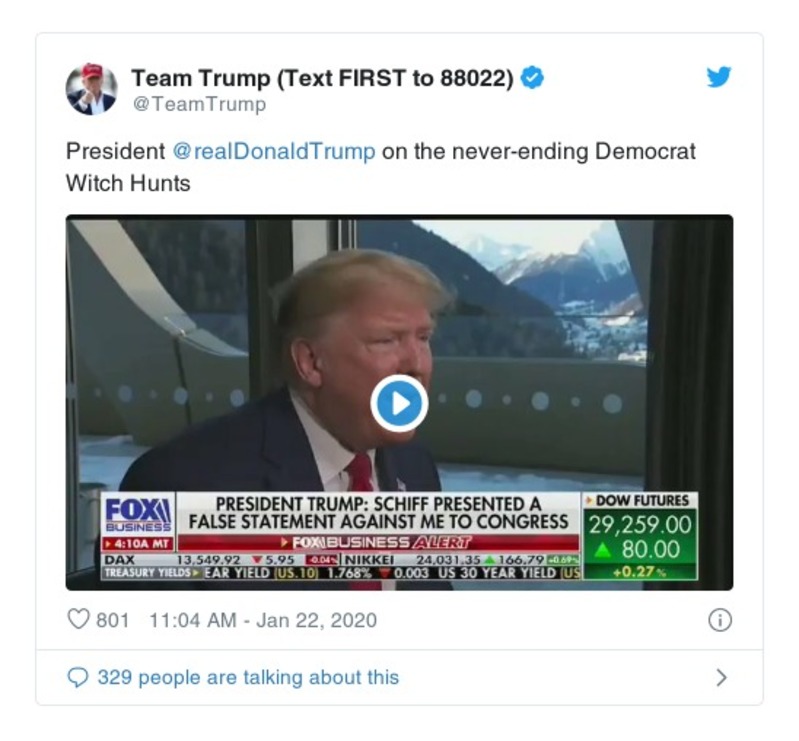 Team Trump (Text FIRST to 88022)
@TeamTrump
President @realDonaldTrump on the never-ending Democrat
Witch Hunts
FOX
BUSINESS
4:10A MT
PRESIDENT TRUMP: SCHIFF PRESENTED A
FALSE STATEMENT AGAINST ME TO CONGRESS
FOX BUSINESS ALERT
DOW FUTURES
29,259.00
80.00
+0.27%
DAX 13,549.92 5.95 -0.04% NIKKEI 24,031.35 166.79 +0.69%
TREASURY YIELDS EAR YIELD (US.10) 1.768% 0.003 US 30 YEAR YIELD (US
801 11:04 AM - Jan 22, 2020
329 people are talking about this